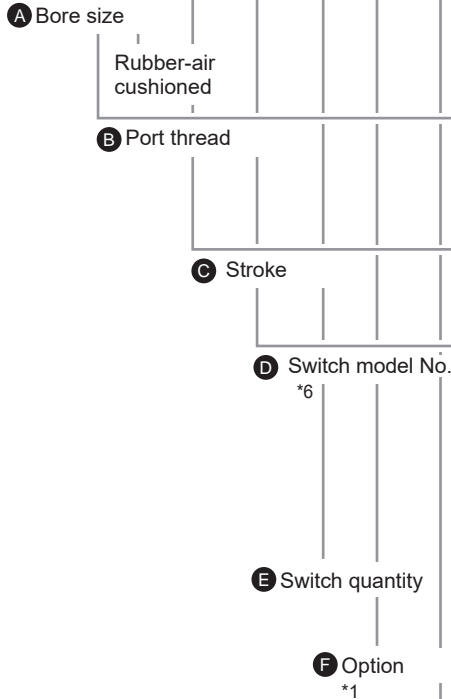 A Bore size
Rubber-air
cushioned
B Port thread
C Stroke
D Switch model No.
*6
E Switch quantity
F Option
*1